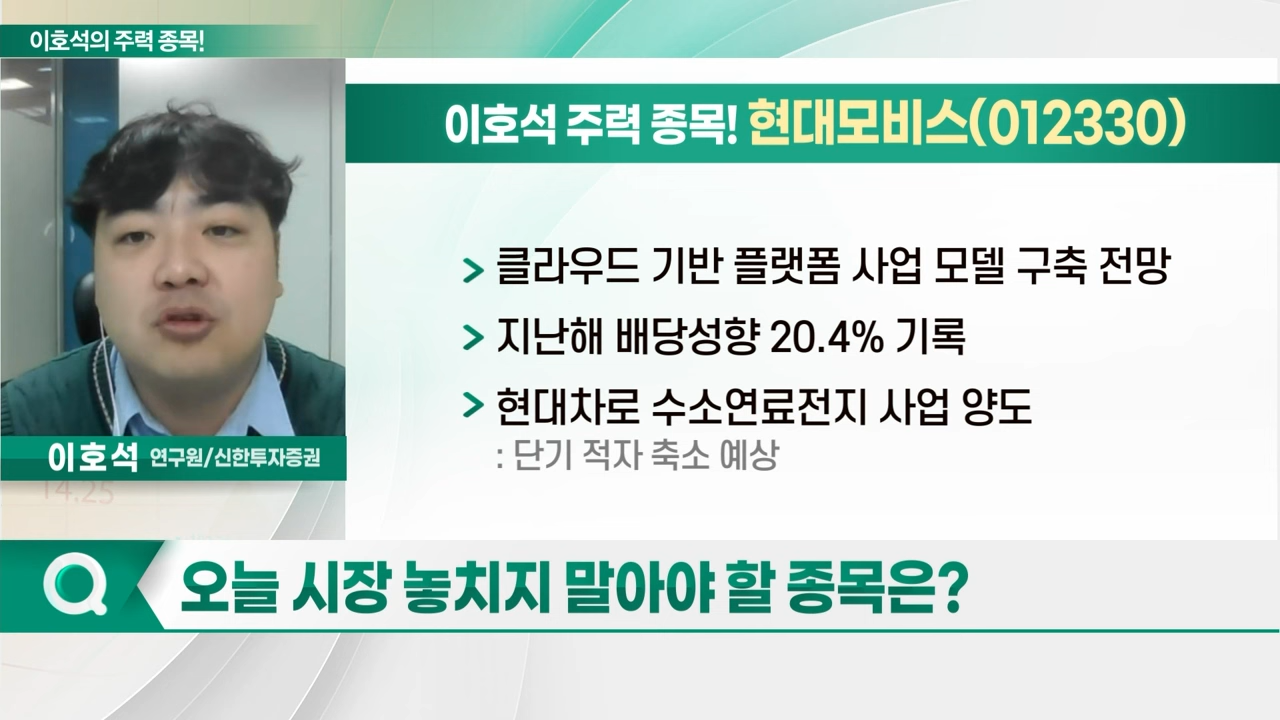 이호석의 주력 종목!
이호석 주력 종목! 현대모비스(012330)
클라우드 기반 플랫폼 사업 모델 구축 전망
지난해 배당성향 20.4% 기록
현대차로 수소연료전지 사업 양도
: 단기 적자 축소 예상
이호석 연구원/신한투자증권
14.25
오늘 시장 놓치지 말아야 할 종목은?